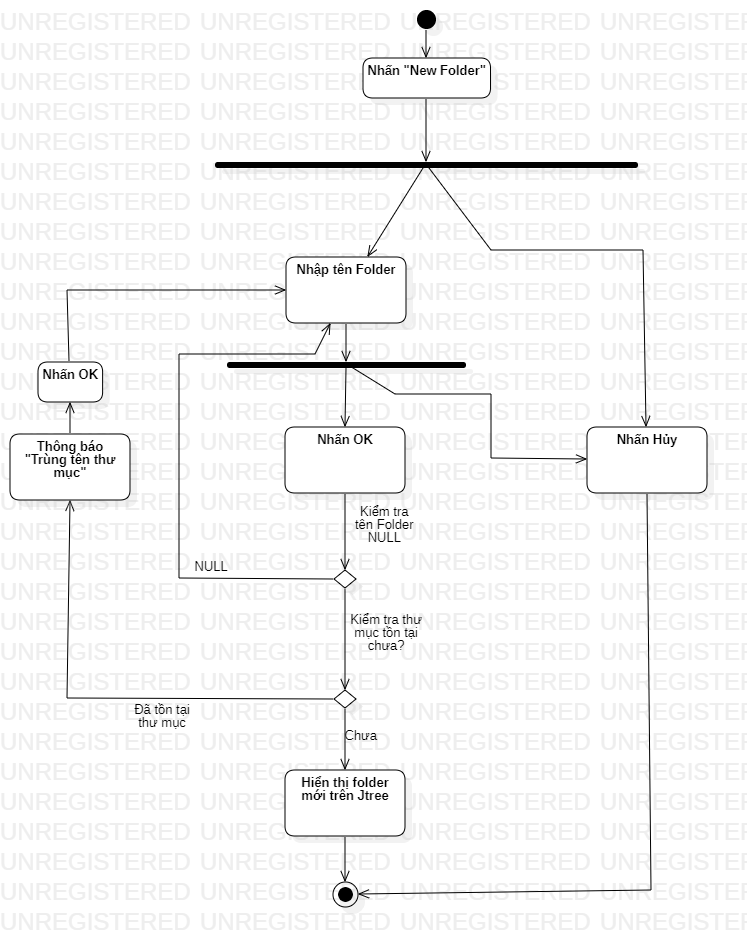 Nhấn "New Folder"
Nhập tên Folder
Nhấn OK
Thông báo
"Trùng tên thư
mục"
Nhấn OK
Nhấn Hủy
Kiểm tra
tên Folder
NULL
NULL
Kiểm tra thư
mục tồn tại
chưa?
Đã tồn tại
thư mục
Chưa
Hiển thị folder
mới trên Jtree
UNREGISTERED